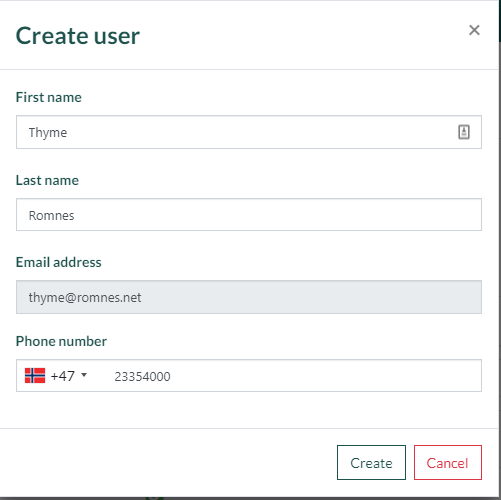 Create user
×
First name
Thyme
Last name
Romnes
Email address
thyme@romnes.net
Phone number
+47 23354000
Create Cancel